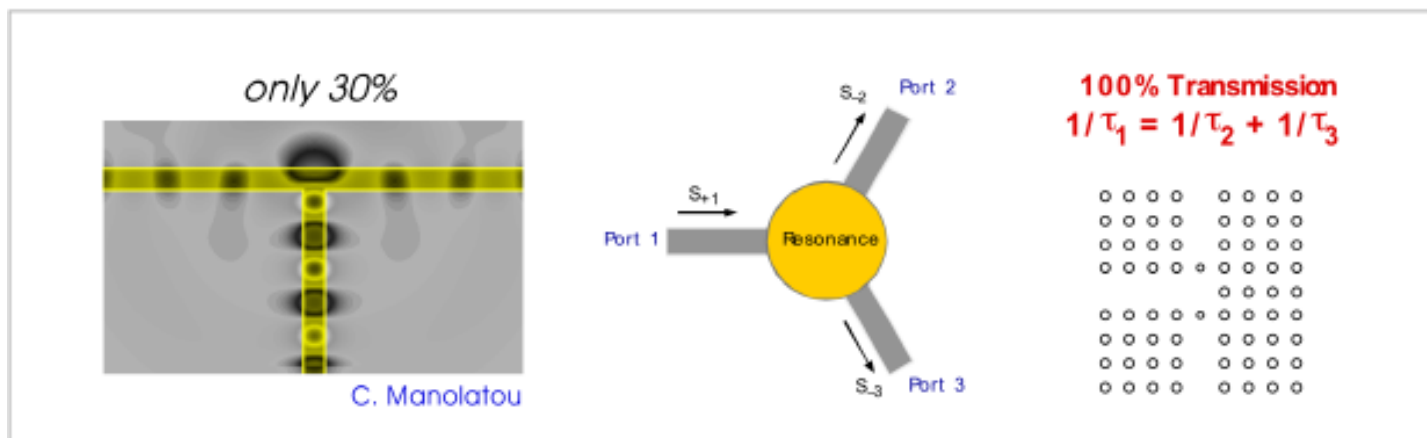 only 30%
C. Manolatou
S+1
Port 1
Resonance
S−2
Port 2
S−3
Port 3
100% Transmission
1/τ1 = 1/τ2 + 1/τ3